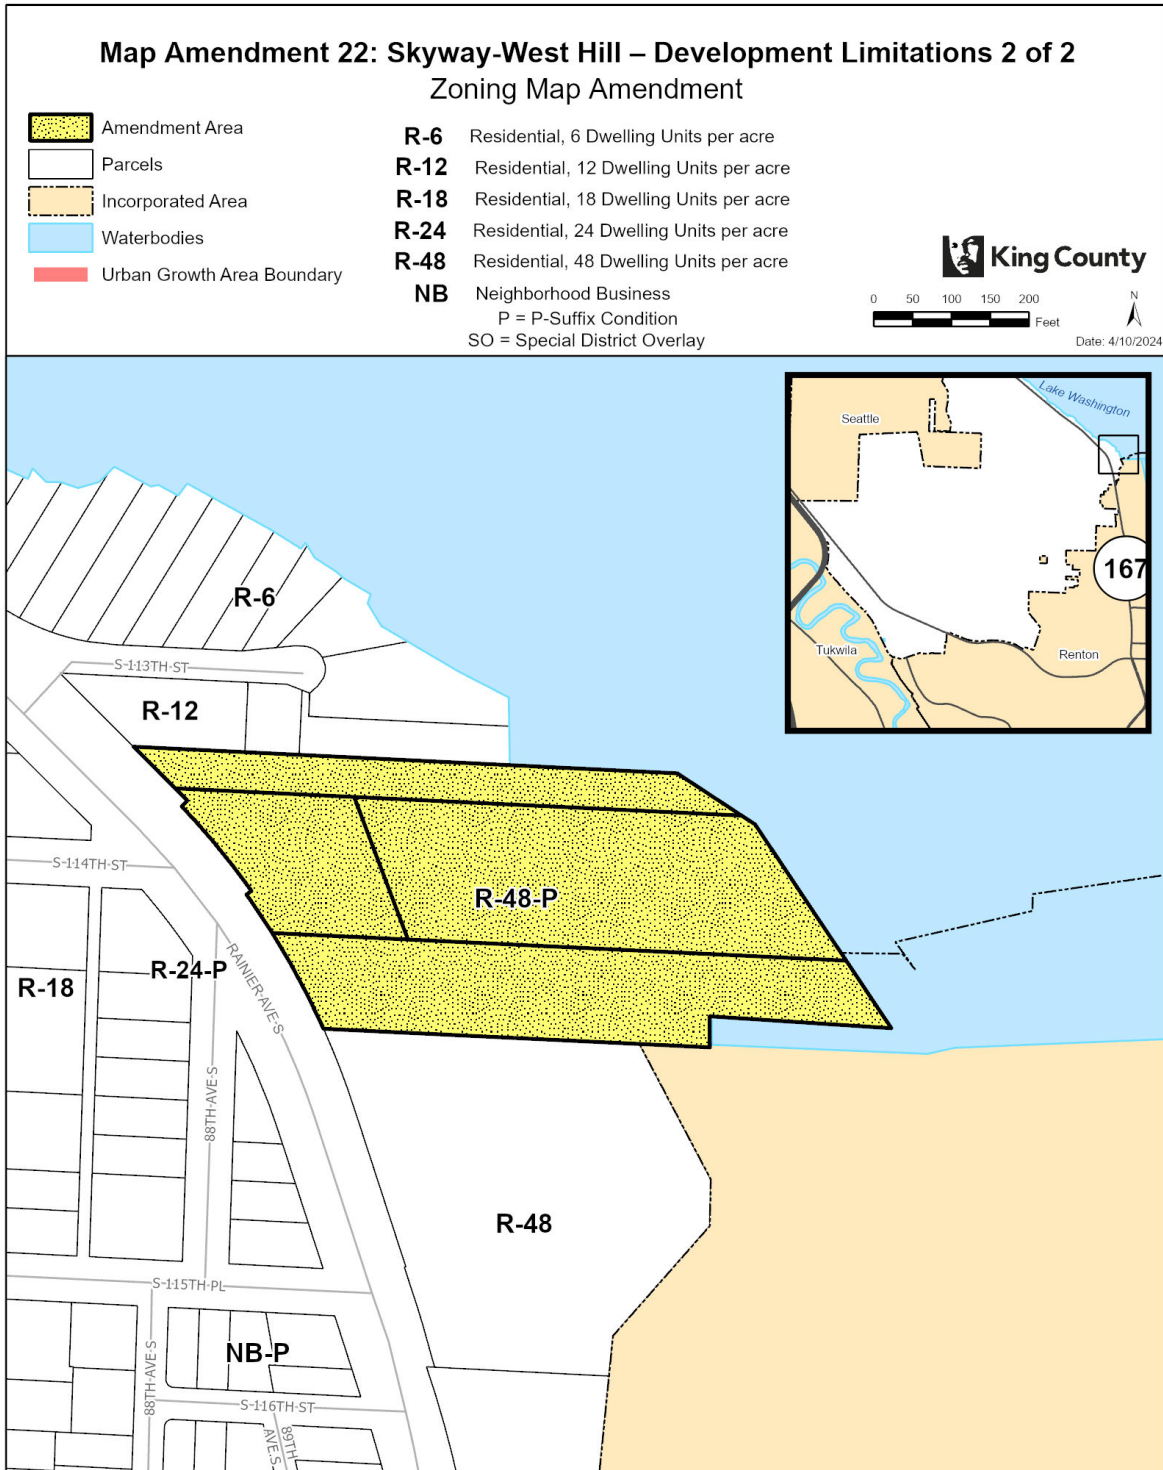 Map Amendment 22: Skyway-West Hill – Development Limitations 2 of 2
Zoning Map Amendment
Amendment Area
Parcels
Incorporated Area
Waterbodies
Urban Growth Area Boundary
R-6 Residential, 6 Dwelling Units per acre
R-12 Residential, 12 Dwelling Units per acre
R-18 Residential, 18 Dwelling Units per acre
R-24 Residential, 24 Dwelling Units per acre
R-48 Residential, 48 Dwelling Units per acre
NB Neighborhood Business
P = P-Suffix Condition
SO = Special District Overlay
King County
0 50 100 150 200
Feet
N
Date: 4/10/2024
Lake Washington
Seattle
167
Tukwila
Renton
R-6
S 113TH ST
R-12
S 114TH ST
R-48-P
R-24-P
RAINIER AVE S
R-18
88TH AVE S
R-48
S 115TH PL
NB-P
88TH AVE S
S 116TH ST
89TH
AVE S